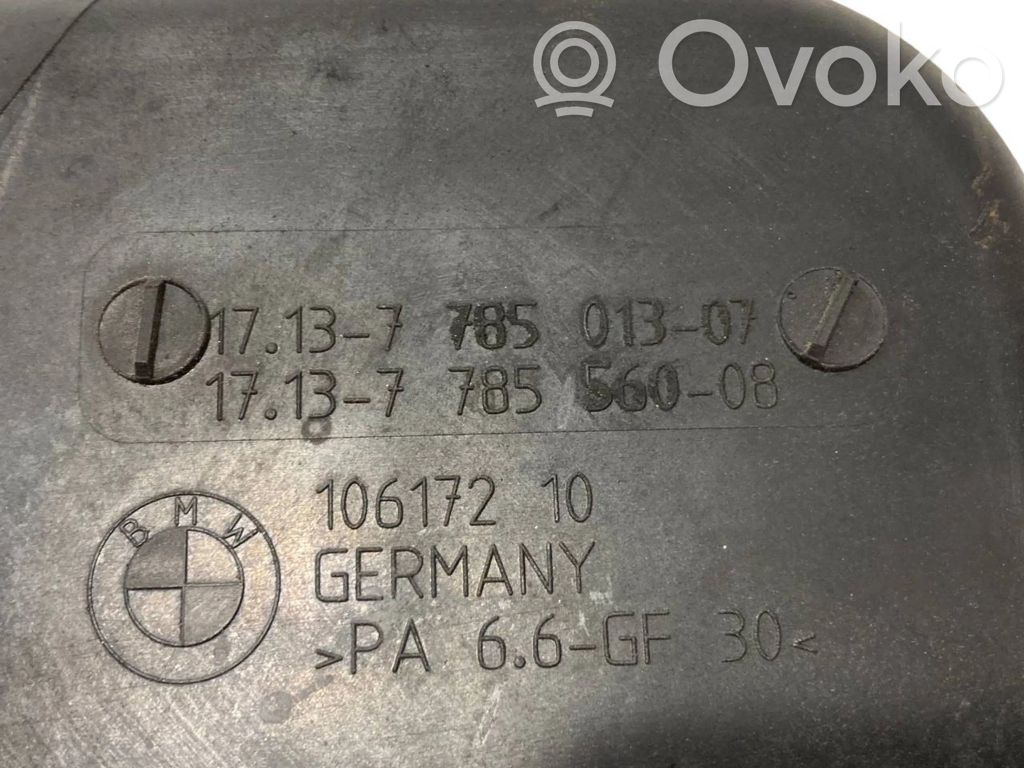 Ovoko
17.13-7 785 013-07
17.13-7 785 560-08
BMW
106172 10
GERMANY
>PA 6.6-GF 30<